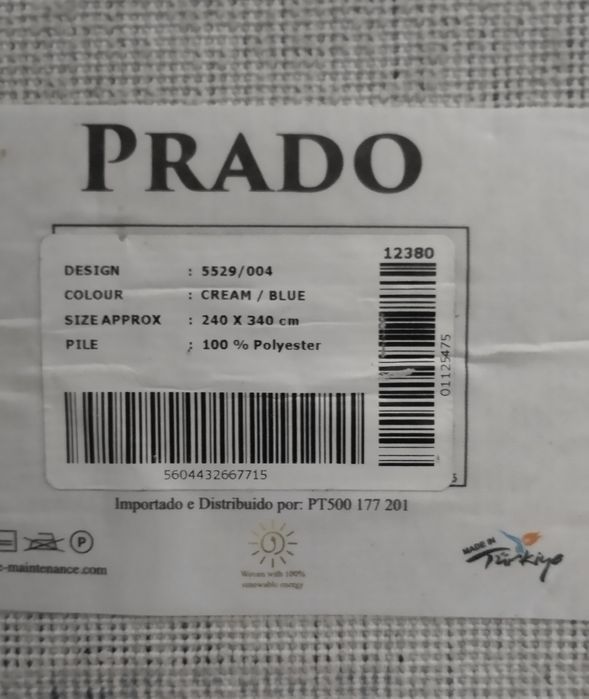 PRADO
12380
DESIGN : 5529/004
COLOUR : CREAM / BLUE
SIZE APPROX : 240 X 340 cm
PILE : 100 % Polyester
01125475
5604432667715
Importado e Distribuido por: PT500 177 201
P
e-maintenance.com
Woven with 100%
renewable energy
MADE IN
Türkiye